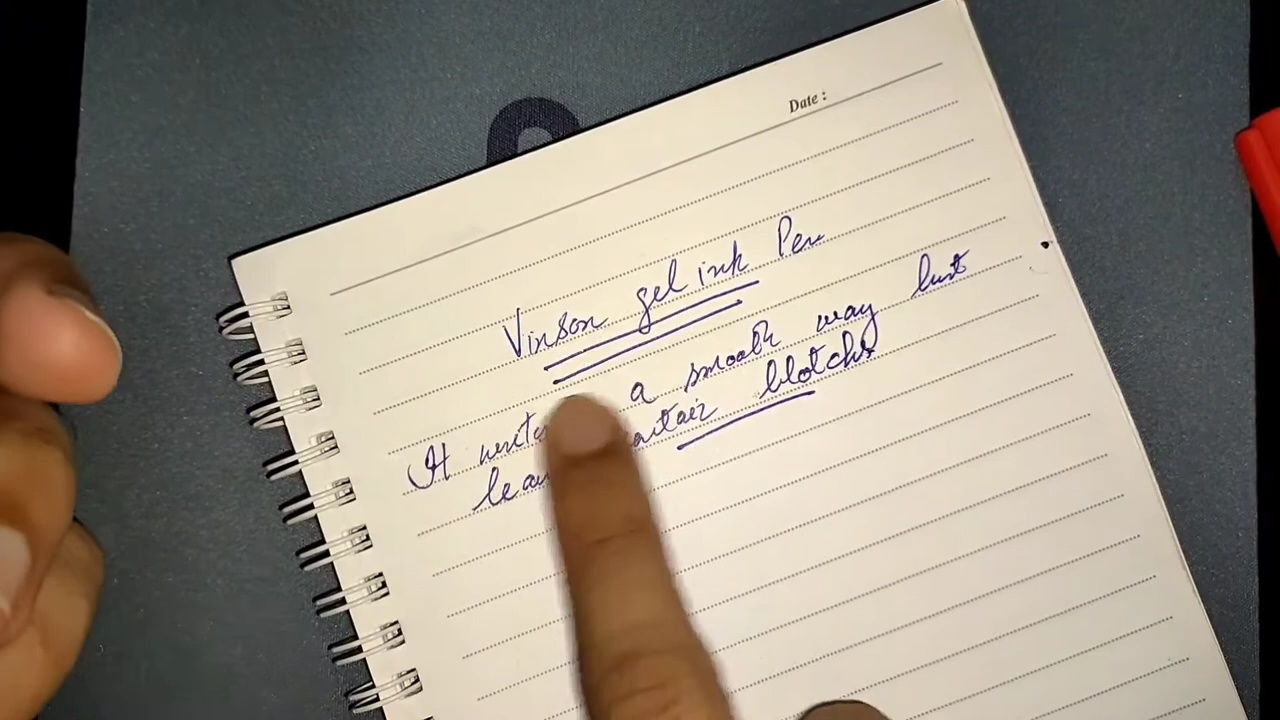 Date :
Vinson gel ink Pen
It a smooth way but
blotchs